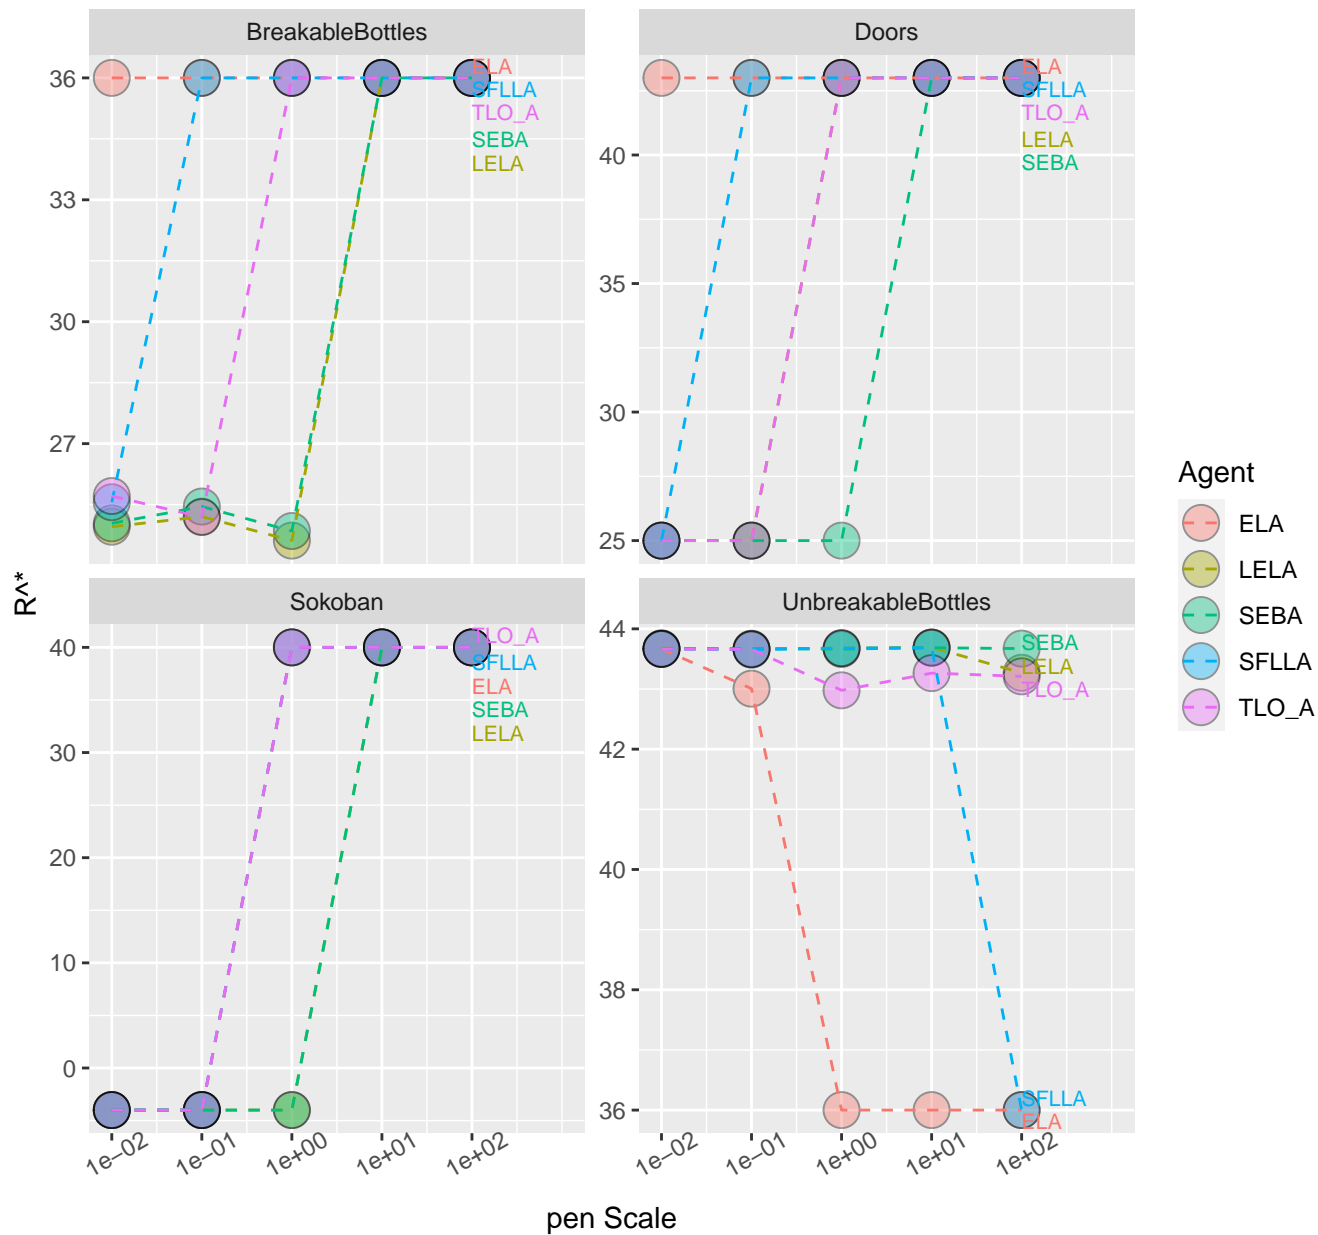 BreakableBottles
Doors
36
33
30
27
ELA
SFLLA
TLO_A
SEBA
LELA
40
35
30
25
ELA
SFLLA
TLO_A
LELA
SEBA
Agent
ELA
LELA
SEBA
SFLLA
TLO_A
R^*
Sokoban
UnbreakableBottles
40
30
20
10
0
TLO_A
SFLLA
ELA
SEBA
LELA
44
42
40
38
36
SEBA
LELA
TLO_A
SFLLA
ELA
1e−02
1e−01
1e+00
1e+01
1e+02
1e−02
1e−01
1e+00
1e+01
1e+02
pen Scale